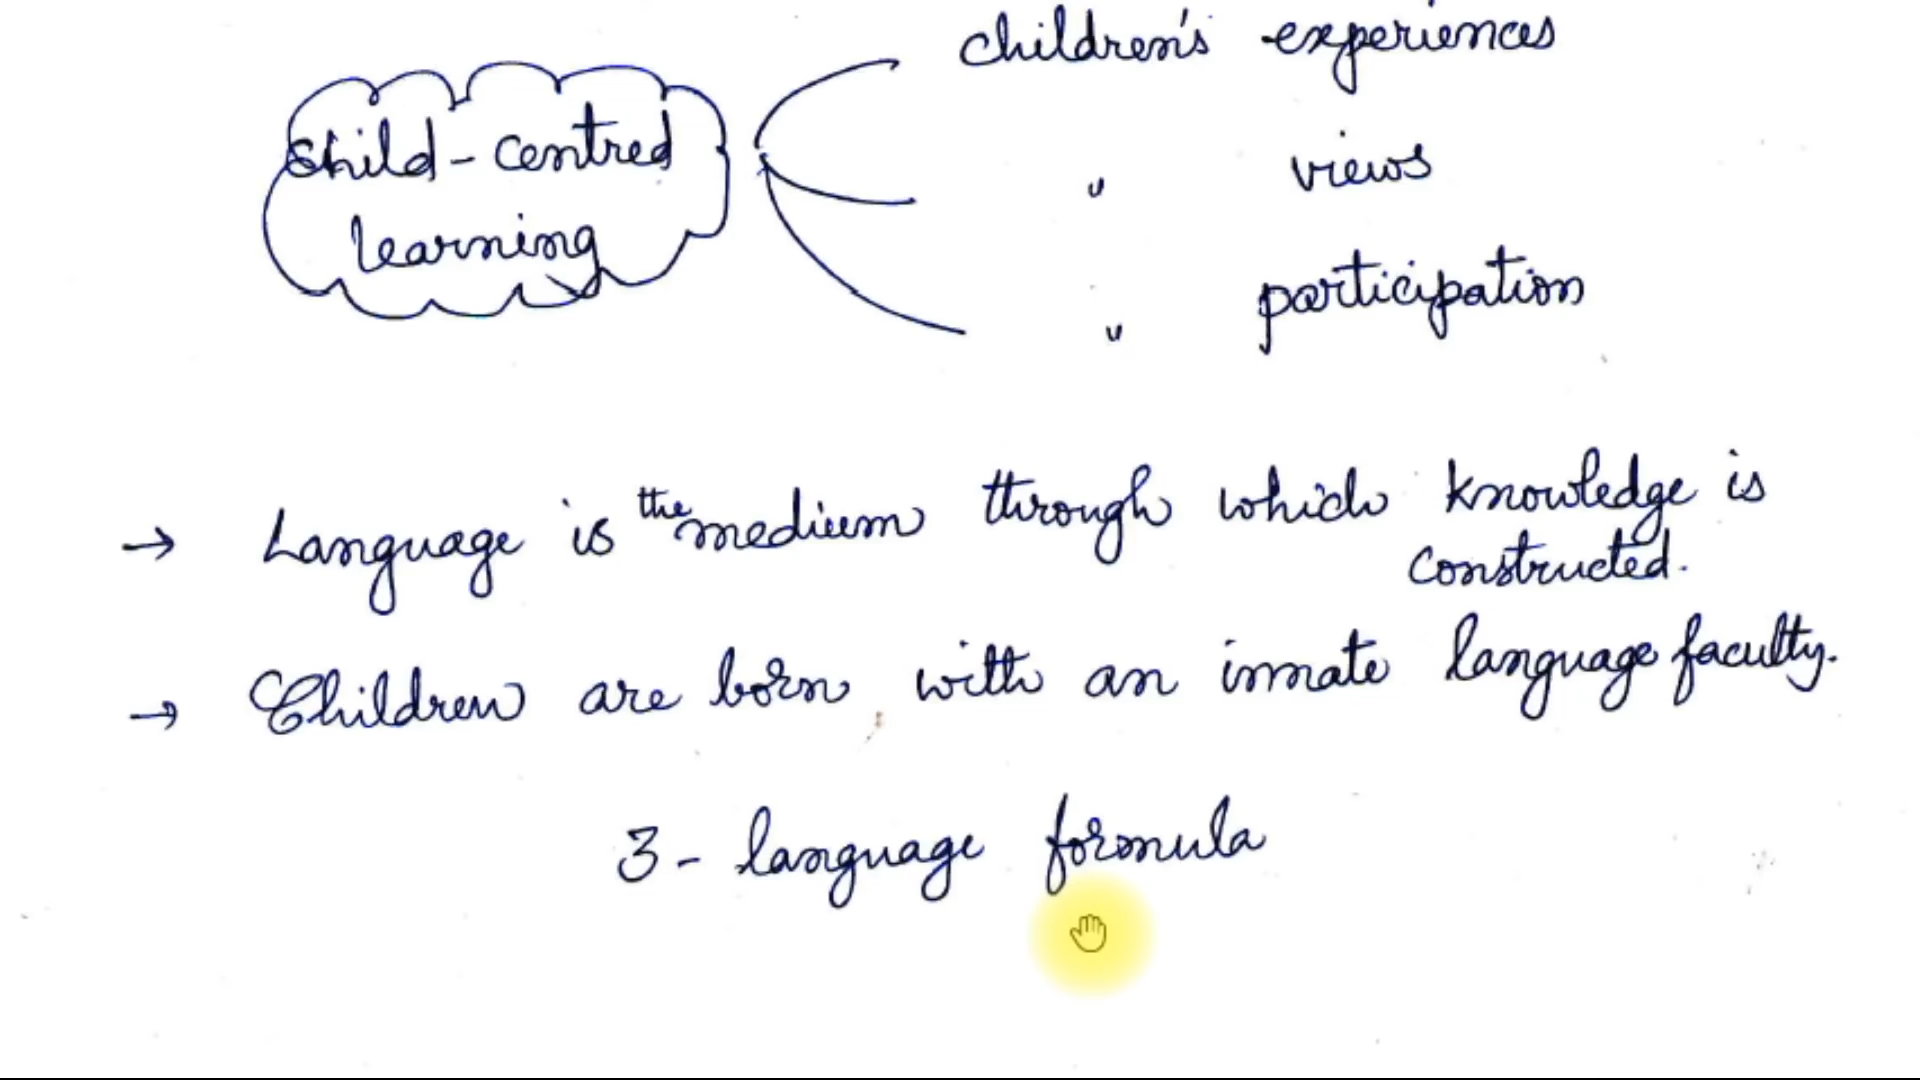 children's experiences
child-centred
learning
" views
" participation
→ Language is the medium through which knowledge is
constructed.
→ Children are born with an innate language faculty.
3 - language formula